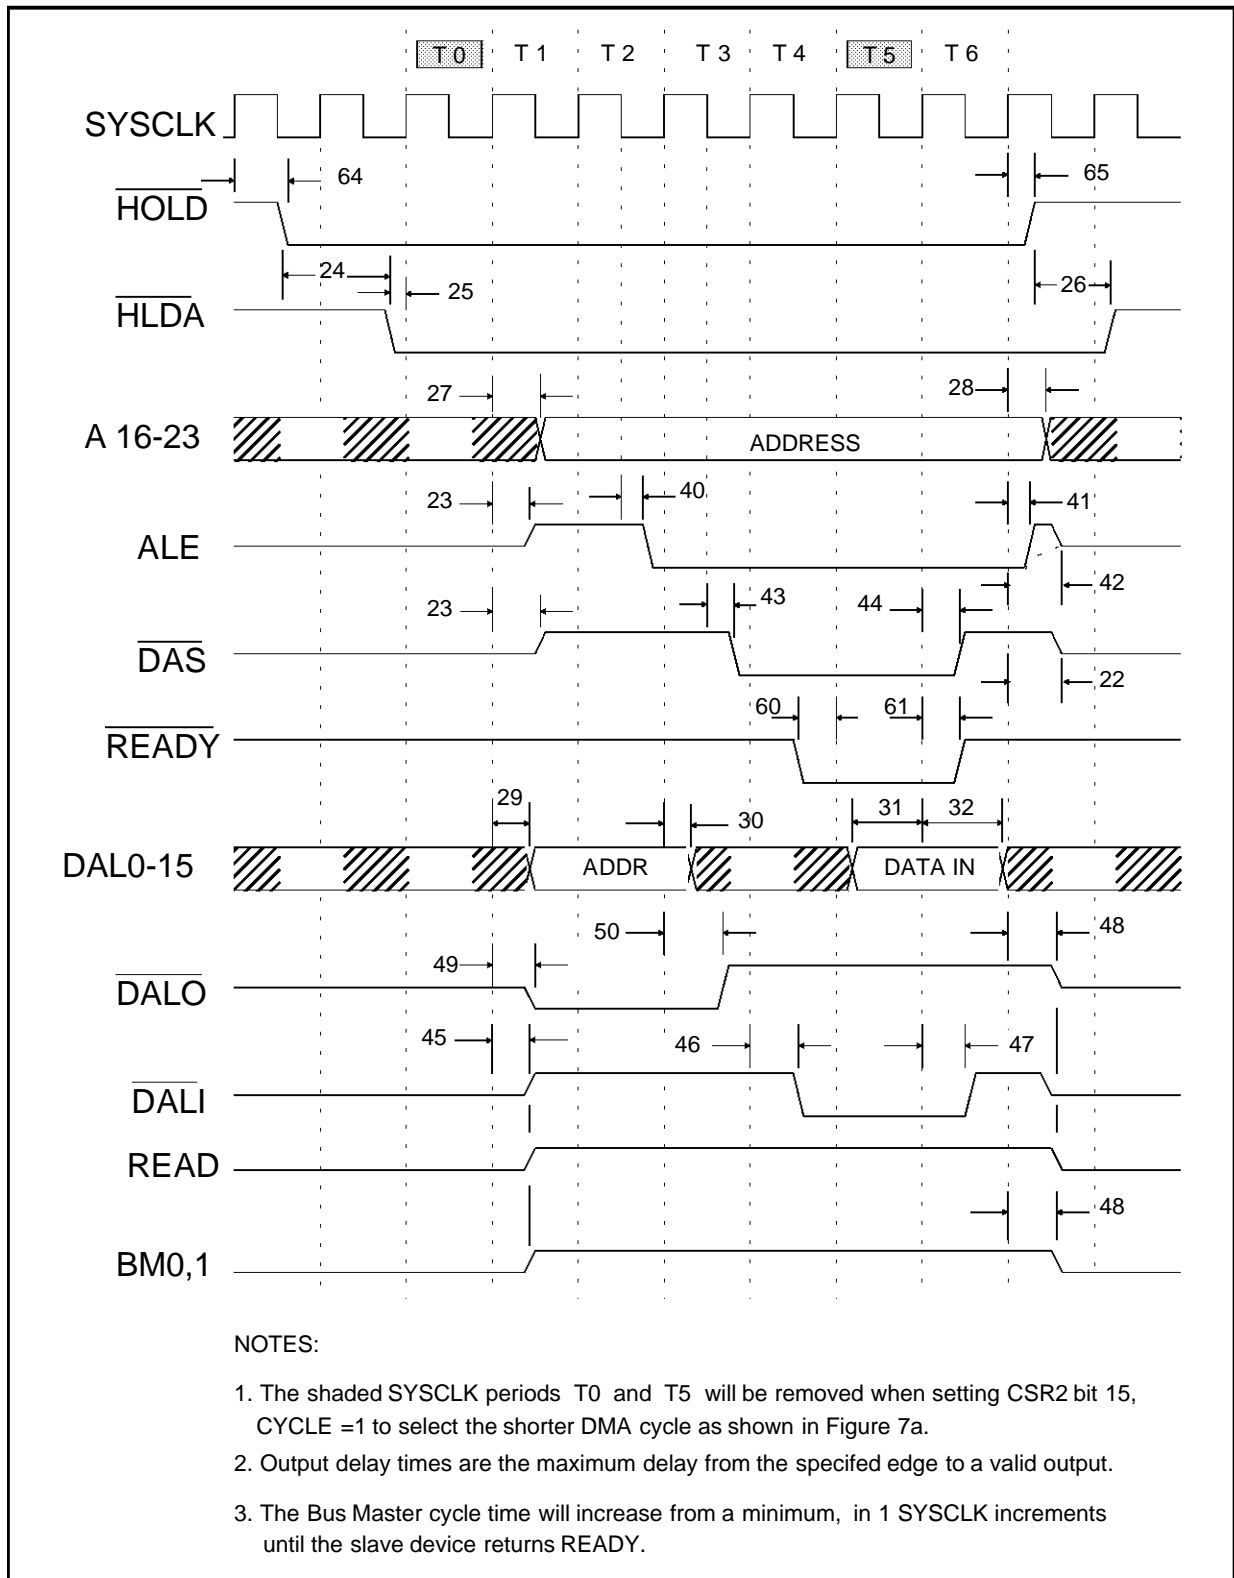 T 0 T 1 T 2 T 3 T 4 T 5 T 6
SYSCLK
64 65
HOLD
24 25 26
HLDA
27 28
A 16-23 ADDRESS
23 40 41
ALE
42
23 43 44
DAS
22
60 61
READY
29 30 31 32
DAL0-15 ADDR DATA IN
50 48
49
DALO
45 46 47
DALI
READ
48
BM0,1
NOTES:
1. The shaded SYSCLK periods T0 and T5 will be removed when setting CSR2 bit 15,
CYCLE =1 to select the shorter DMA cycle as shown in Figure 7a.
2. Output delay times are the maximum delay from the specifed edge to a valid output.
3. The Bus Master cycle time will increase from a minimum, in 1 SYSCLK increments
until the slave device returns READY.